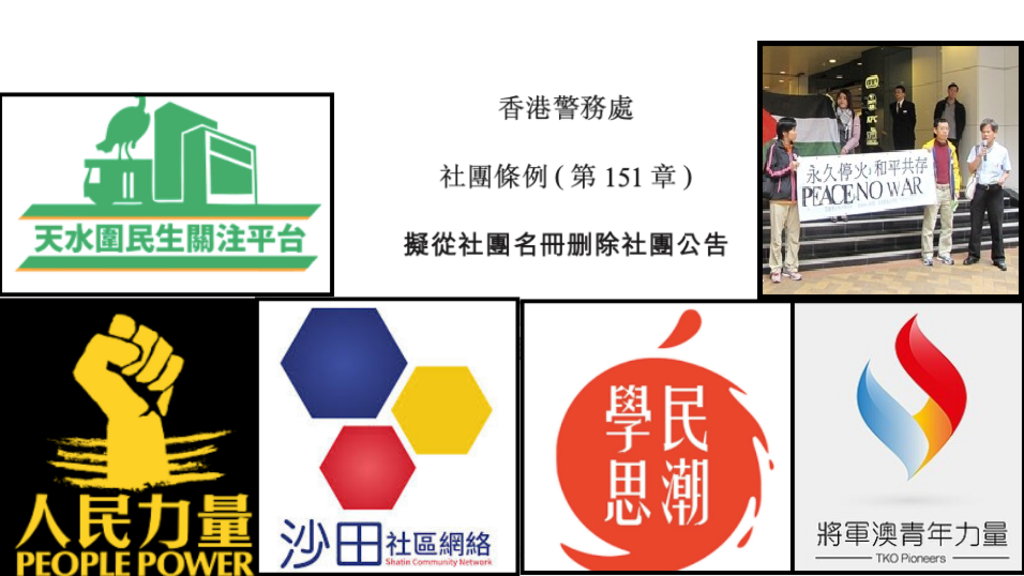 香港警務處
社團條例 ( 第 151 章 )
擬從社團名冊刪除社團公告
天水圍民生關注平台
永久停火,和平共存
PEACE NO WAR
人民力量
PEOPLE POWER
沙田社區網絡
Shatin Community Network
學民
思潮
將軍澳青年力量
TKO Pioneers